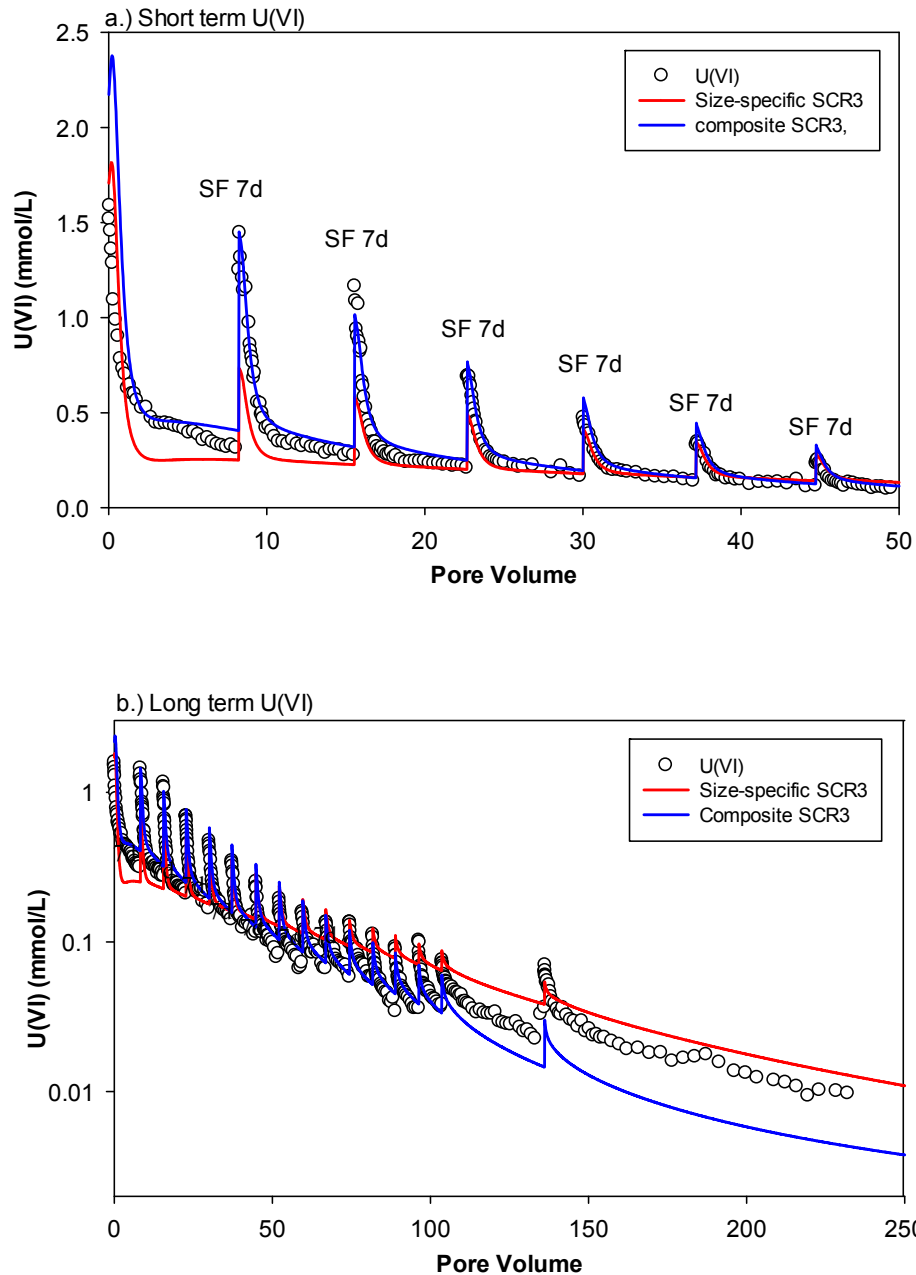 a.) Short term U(VI)
2.5
2.0
1.5
1.0
0.5
0.0
U(VI) (mmol/L)
U(VI)
Size-specific SCR3
composite SCR3,
SF 7d
SF 7d
SF 7d
SF 7d
SF 7d
SF 7d
0 10 20 30 40 50
Pore Volume
b.) Long term U(VI)
1
0.1
0.01
U(VI) (mmol/L)
U(VI)
Size-specific SCR3
Composite SCR3
0 50 100 150 200 250
Pore Volume